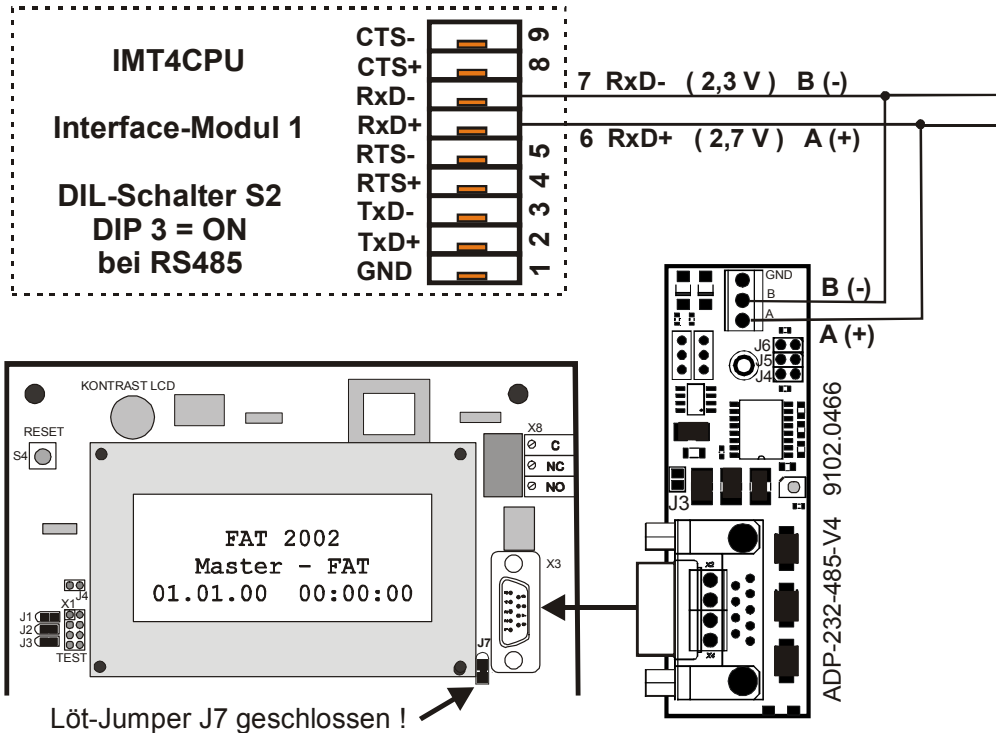 IMT4CPU
Interface-Modul 1
DIL-Schalter S2
DIP 3 = ON
bei RS485
CTS- 9
CTS+ 8
RxD- 7 RxD- ( 2,3 V ) B (-)
RxD+ 6 RxD+ ( 2,7 V ) A (+)
RTS- 5
RTS+ 4
TxD- 3
TxD+ 2
GND 1
GND
B B (-)
A A (+)
J6
J5
J4
J3
X2
X4
ADP-232-485-V4 9102.0466
KONTRAST LCD
RESET
S4
X8
C
NC
NO
FAT 2002
Master - FAT
01.01.00 00:00:00
X3
J4
X1
J1
J2
J3
TEST
J7
Löt-Jumper J7 geschlossen !